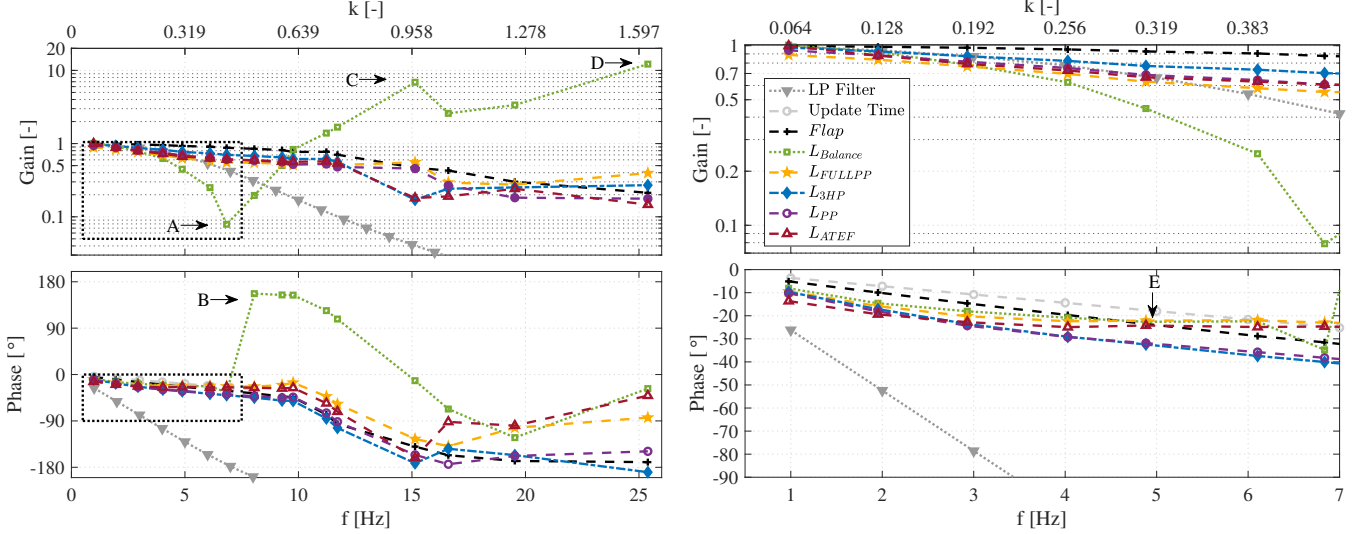 k [-]
0 0.319 0.639 0.958 1.278 1.597
20
10
1
0.5
0.1
Gain [-]
A
C
D
180
90
0
-90
-180
Phase [°]
B
0 5 10 15 20 25
f [Hz]
k [-]
0.064 0.128 0.192 0.256 0.319 0.383
1
0.7
0.5
0.1
Gain [-]
LP Filter
Update Time
Flap
L_Balance
L_FULLPP
L_3HP
L_PP
L_ATEF
0
-10
-20
-30
-40
-50
-60
-70
-80
-90
Phase [°]
E
1 2 3 4 5 6 7
f [Hz]